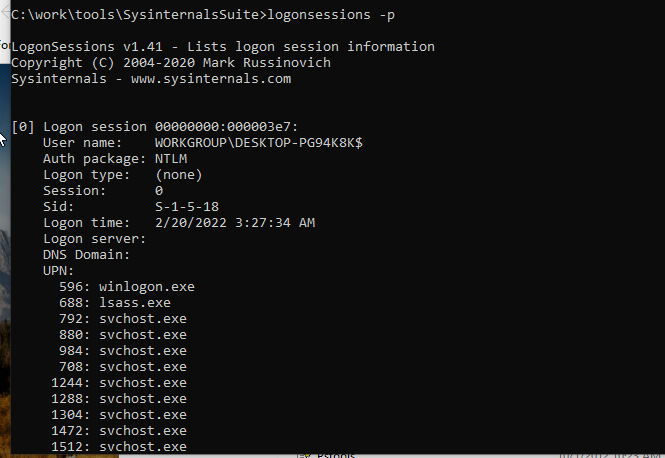 C:\work\tools\SysinternalsSuite>logonsessions -p
LogonSessions v1.41 - Lists logon session information
Copyright (C) 2004-2020 Mark Russinovich
Sysinternals - www.sysinternals.com
[0] Logon session 00000000:000003e7:
User name: WORKGROUP\DESKTOP-PG94K8K$
Auth package: NTLM
Logon type: (none)
Session: 0
Sid: S-1-5-18
Logon time: 2/20/2022 3:27:34 AM
Logon server:
DNS Domain:
UPN:
596: winlogon.exe
688: lsass.exe
792: svchost.exe
880: svchost.exe
984: svchost.exe
708: svchost.exe
1244: svchost.exe
1288: svchost.exe
1304: svchost.exe
1472: svchost.exe
1512: svchost.exe